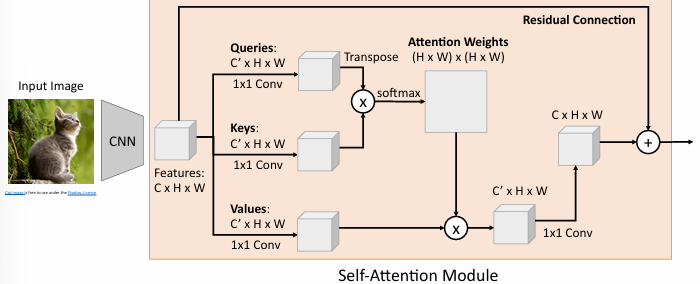 Residual Connection
Queries:
C’ x H x W
1x1 Conv
Transpose
Attention Weights
(H x W) x (H x W)
x
softmax
Input Image
CNN
Features:
C x H x W
Keys:
C’ x H x W
1x1 Conv
Values:
C’ x H x W
1x1 Conv
x
C’ x H x W
1x1 Conv
C x H x W
+
Cat image is free to use under the Pixabay License
Self-Attention Module